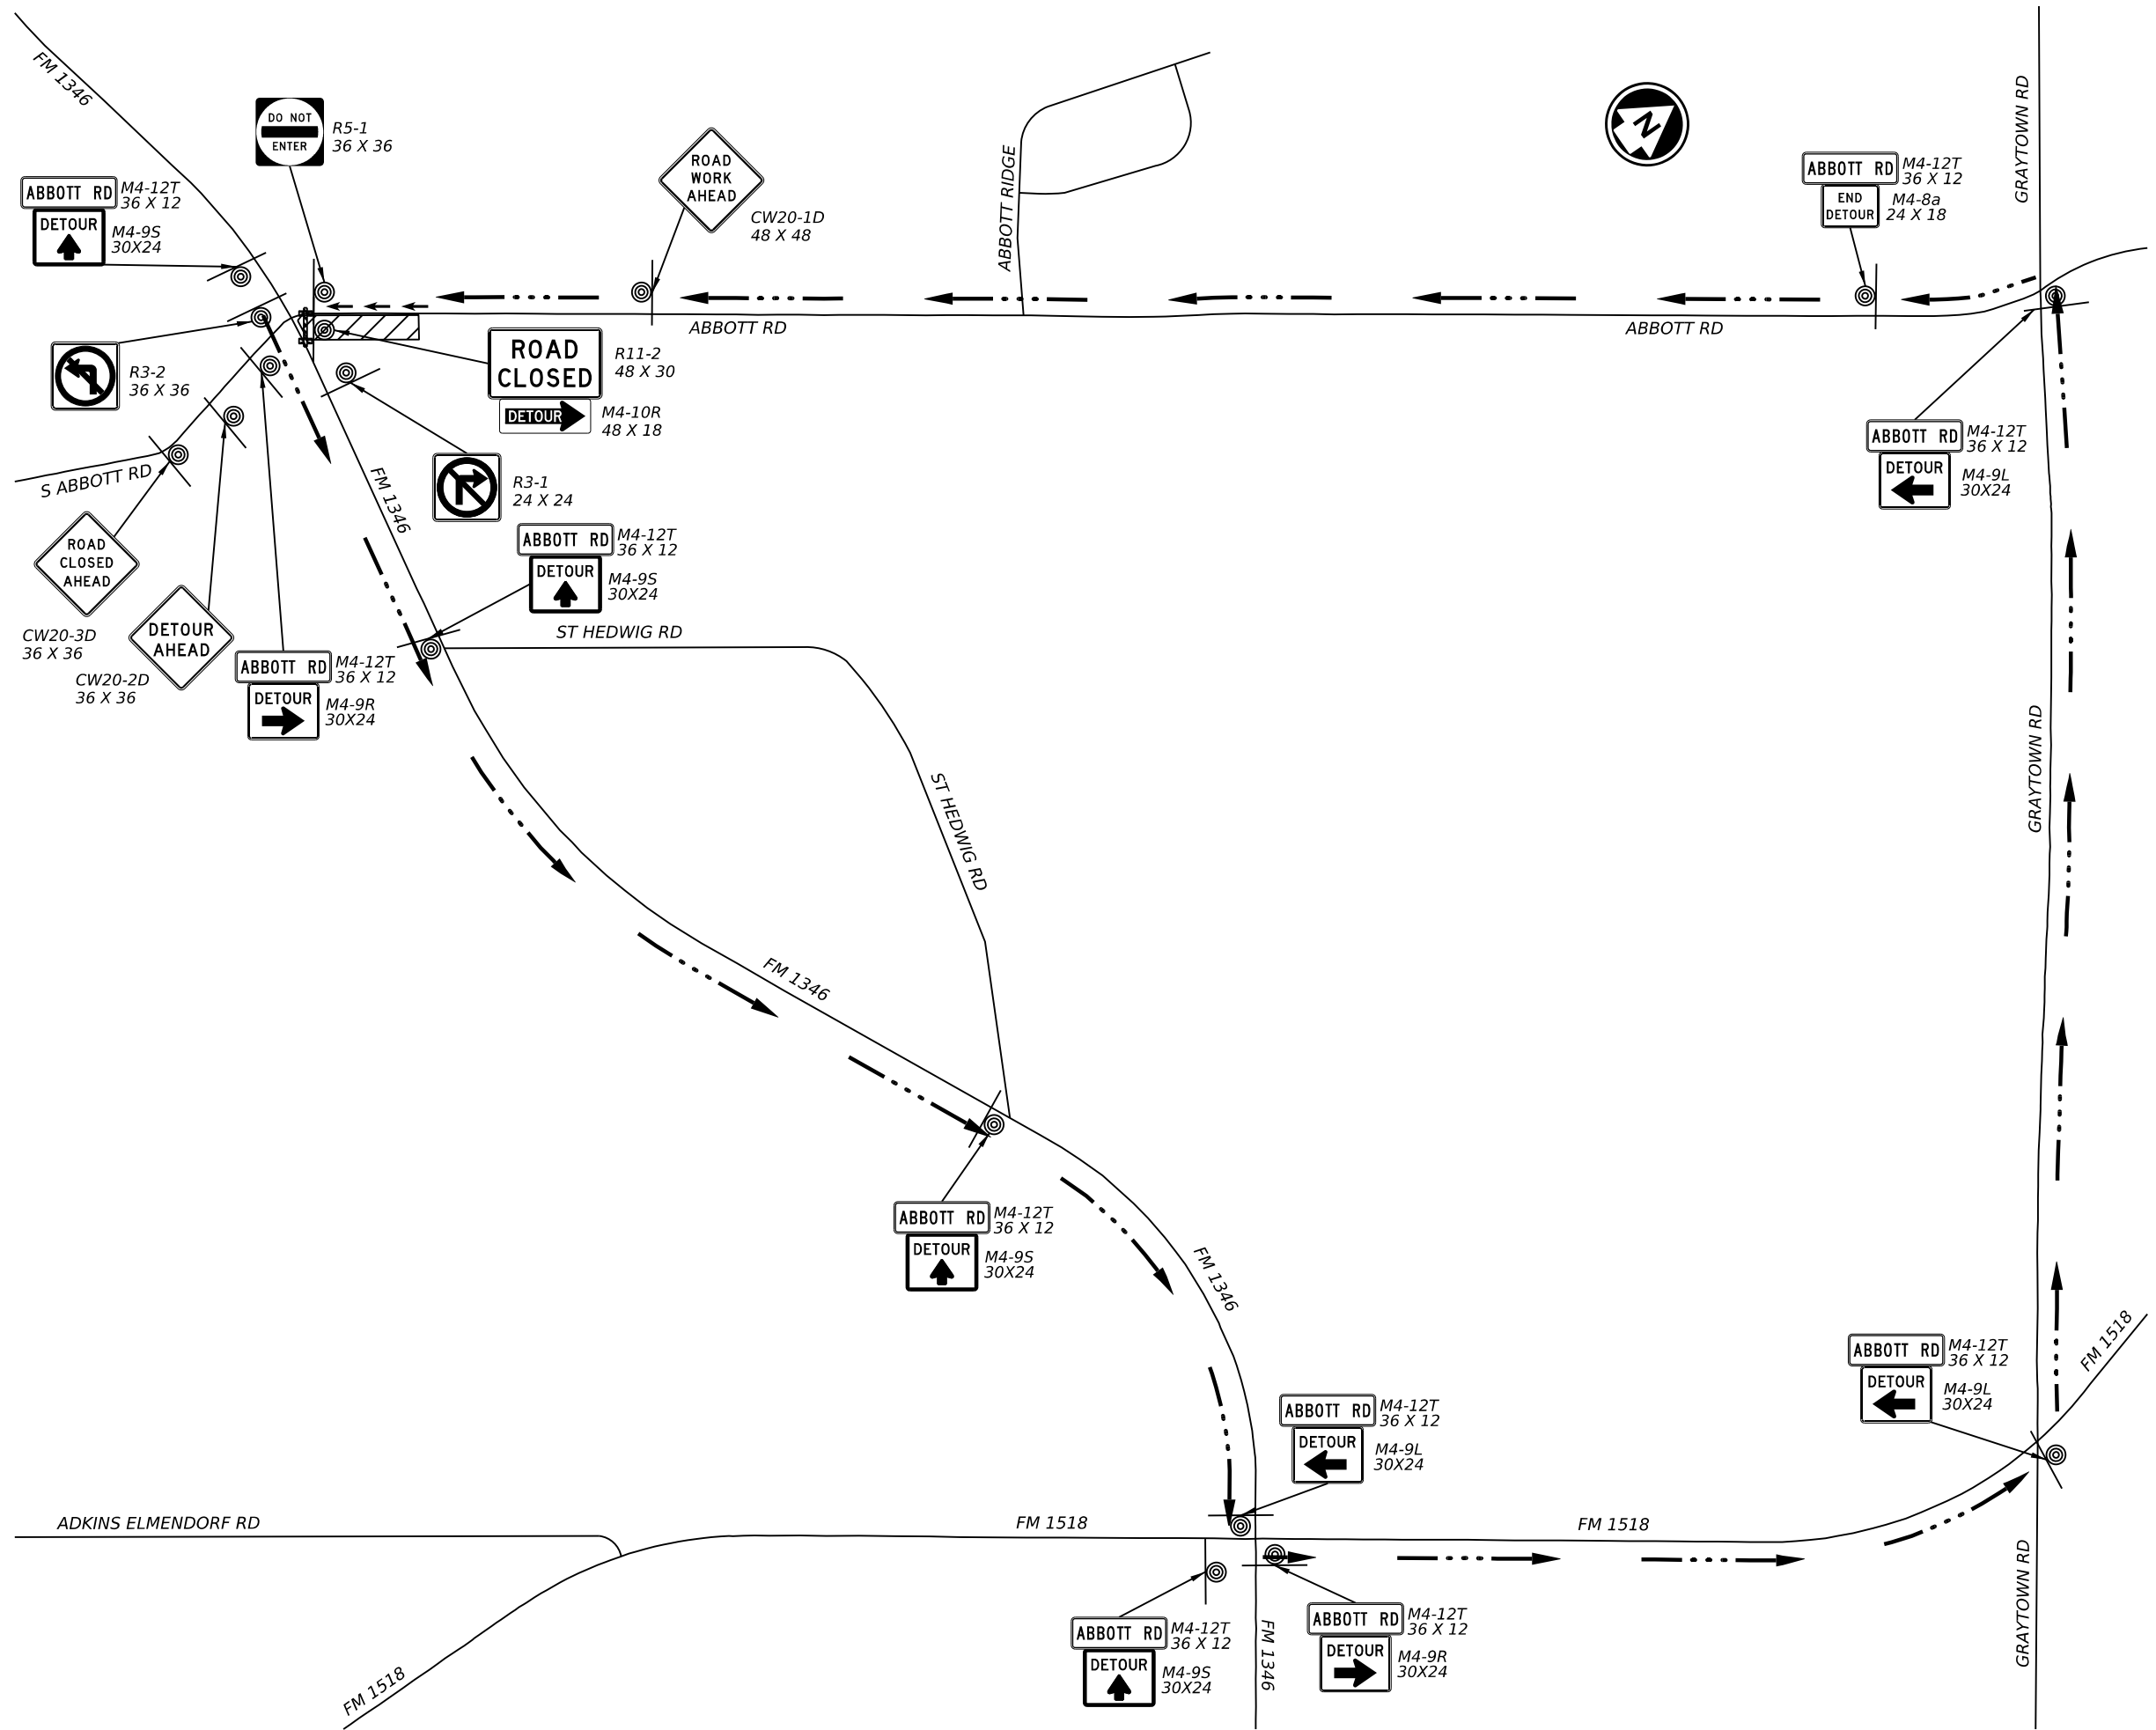 FM 1346
DO NOT
ENTER
R5-1
36 X 36
ROAD
WORK
AHEAD
CW20-1D
48 X 48
ABBOTT RIDGE
N
GRAYTOWN RD
ABBOTT RD
M4-12T
36 X 12
END
DETOUR
M4-8a
24 X 18
ABBOTT RD
M4-12T
36 X 12
DETOUR
M4-9S
30X24
ABBOTT RD
ABBOTT RD
ROAD
CLOSED
R11-2
48 X 30
DETOUR
M4-10R
48 X 18
R3-2
36 X 36
S ABBOTT RD
FM 1346
R3-1
24 X 24
ABBOTT RD
M4-12T
36 X 12
DETOUR
M4-9L
30X24
ROAD
CLOSED
AHEAD
CW20-3D
36 X 36
DETOUR
AHEAD
CW20-2D
36 X 36
ABBOTT RD
M4-12T
36 X 12
DETOUR
M4-9R
30X24
ABBOTT RD
M4-12T
36 X 12
DETOUR
M4-9S
30X24
ST HEDWIG RD
ST HEDWIG RD
GRAYTOWN RD
FM 1346
ABBOTT RD
M4-12T
36 X 12
DETOUR
M4-9S
30X24
FM 1346
ABBOTT RD
M4-12T
36 X 12
DETOUR
M4-9L
30X24
FM 1518
ABBOTT RD
M4-12T
36 X 12
DETOUR
M4-9L
30X24
ADKINS ELMENDORF RD
FM 1518
FM 1518
GRAYTOWN RD
ABBOTT RD
M4-12T
36 X 12
DETOUR
M4-9S
30X24
FM 1346
ABBOTT RD
M4-12T
36 X 12
DETOUR
M4-9R
30X24
FM 1518